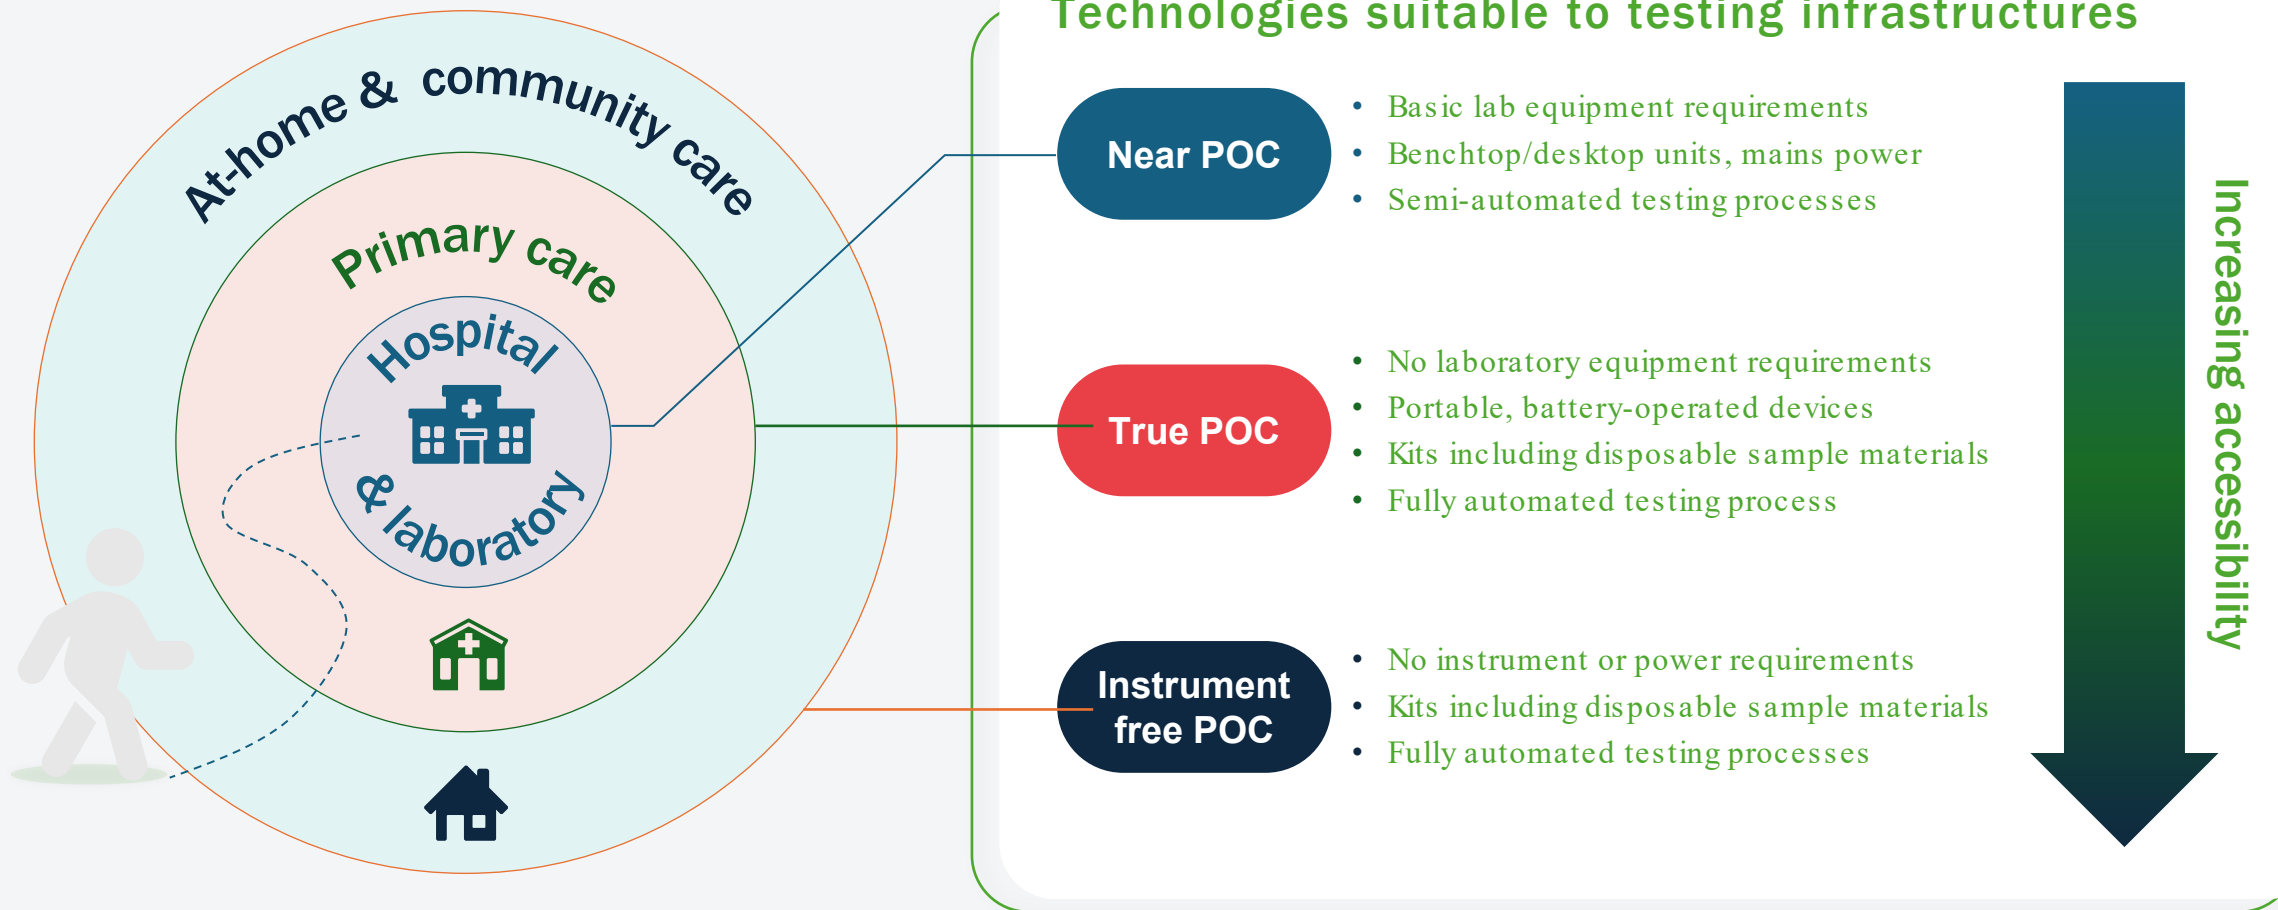 Technologies suitable to testing infrastructures
At-home & community care
Primary care
Hospital
& laboratory
Near POC
• Basic lab equipment requirements
• Benchtop/desktop units, mains power
• Semi-automated testing processes
True POC
• No laboratory equipment requirements
• Portable, battery-operated devices
• Kits including disposable sample materials
• Fully automated testing process
Instrument
free POC
• No instrument or power requirements
• Kits including disposable sample materials
• Fully automated testing processes
Increasing accessibility